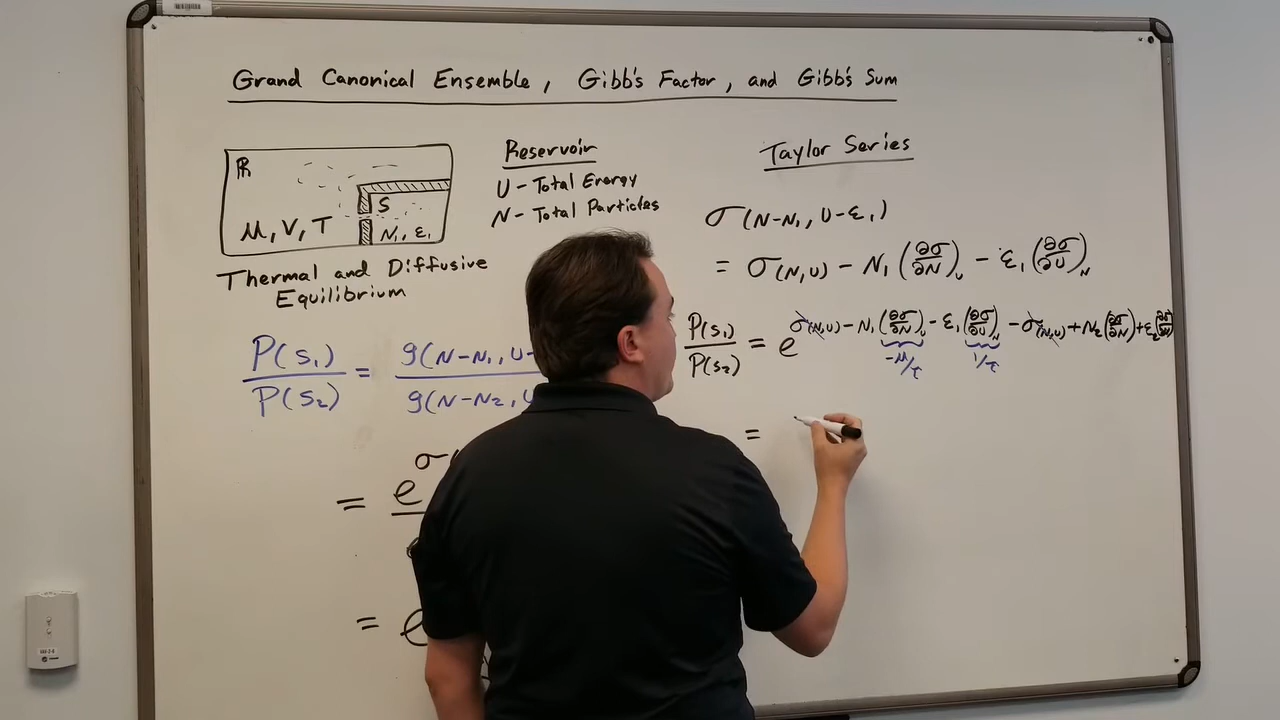 Grand Canonical Ensemble, Gibb's Factor, and Gibb's Sum
R
S
μ, V, T
N₁, ε₁
Thermal and Diffusive
Equilibrium
Reservoir
U - Total Energy
N - Total Particles
P(S₁)/P(S₂) = g(N-N₁, U-
g(N-N₂, U
= e^σ
= e
Taylor Series
σ(N-N₁, U-ε₁)
= σ(N,U) - N₁(∂σ/∂N)_U - ε₁(∂σ/∂U)_N
P(S₁)/P(S₂) = e^σ(N,U) - N₁(∂σ/∂N)_U - ε₁(∂σ/∂U)_N - σ(N,U) + N₂(∂σ/∂N) + ε₂(∂σ/∂U)
-μ/τ 1/τ
=